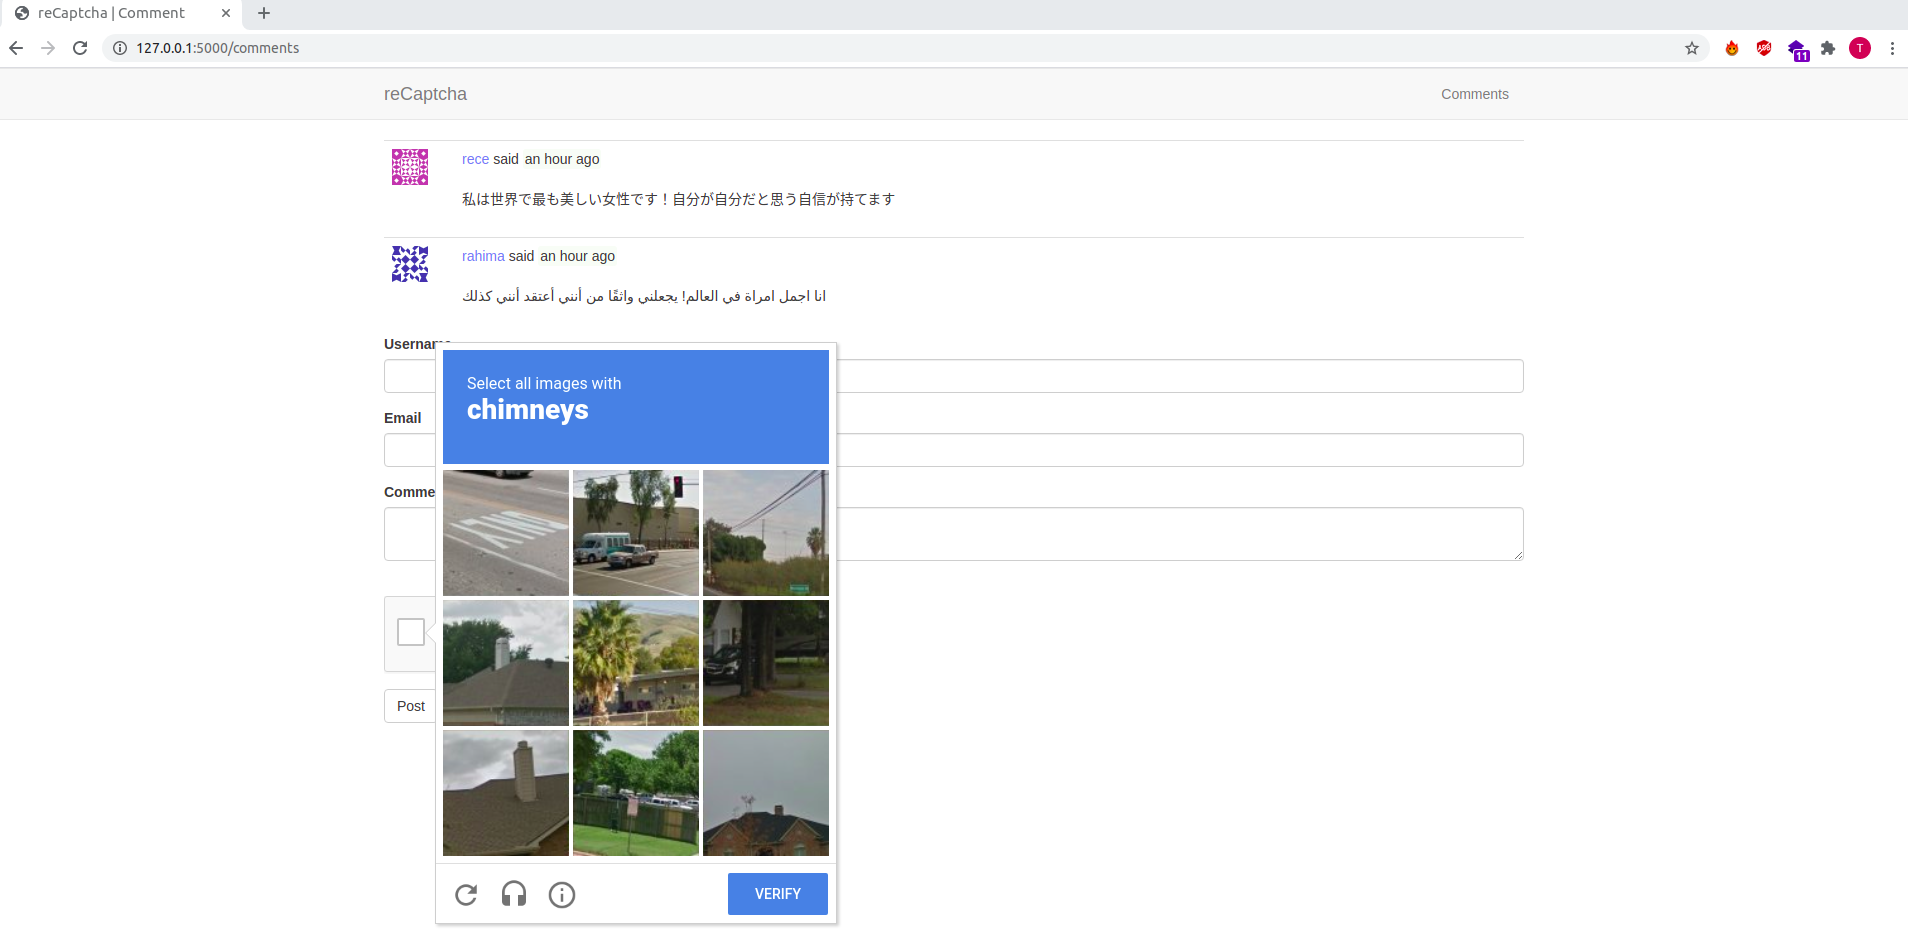 reCaptcha | Comment
127.0.0.1:5000/comments
ABP
11
T
reCaptcha
Comments
rece said an hour ago
私は世界で最も美しい女性です！自分が自分だと思う自信が持てます
rahima said an hour ago
انا اجمل امراة في العالم! يجعلني واثقًا من أنني أعتقد أنني كذلك
Username
Email
Comme
Post
Select all images with
chimneys
VERIFY